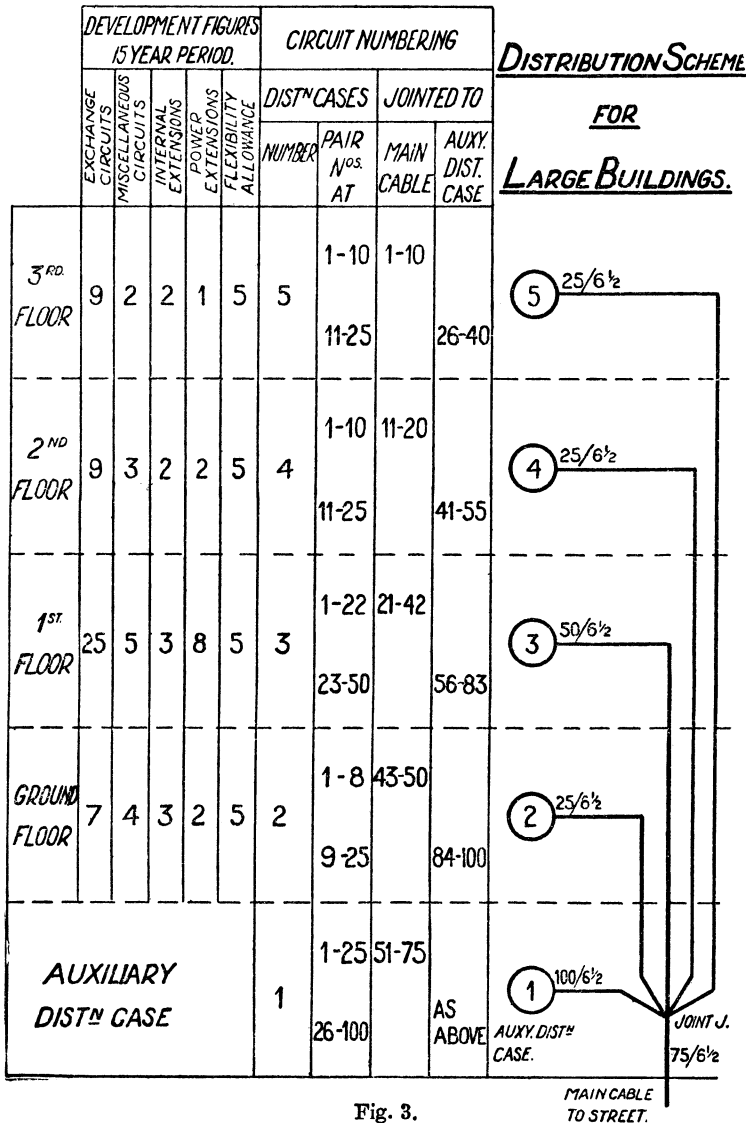 DEVELOPMENT FIGURES
15 YEAR PERIOD.
CIRCUIT NUMBERING
DISTRIBUTION SCHEME
FOR
LARGE BUILDINGS.
DISTN CASES
JOINTED TO
EXCHANGE
CIRCUITS
MISCELLANEOUS
CIRCUITS
INTERNAL
EXTENSIONS
POWER
EXTENSIONS
FLEXIBILITY
ALLOWANCE
NUMBER
PAIR
Nos.
AT
MAIN
CABLE
AUXY.
DIST.
CASE
3RD.
FLOOR
9 2 2 1 5 5
1-10 1-10
11-25 26-40
5 25/6½
2ND
FLOOR
9 3 2 2 5 4
1-10 11-20
11-25 41-55
4 25/6½
1ST.
FLOOR
25 5 3 8 5 3
1-22 21-42
23-50 56-83
3 50/6½
GROUND
FLOOR
7 4 3 2 5 2
1-8 43-50
9-25 84-100
2 25/6½
AUXILIARY
DISTN CASE
1
1-25 51-75
26-100
AS
ABOVE
1 100/6½
AUXY. DISTN
CASE.
JOINT J.
75/6½
MAIN CABLE
TO STREET.
Fig. 3.